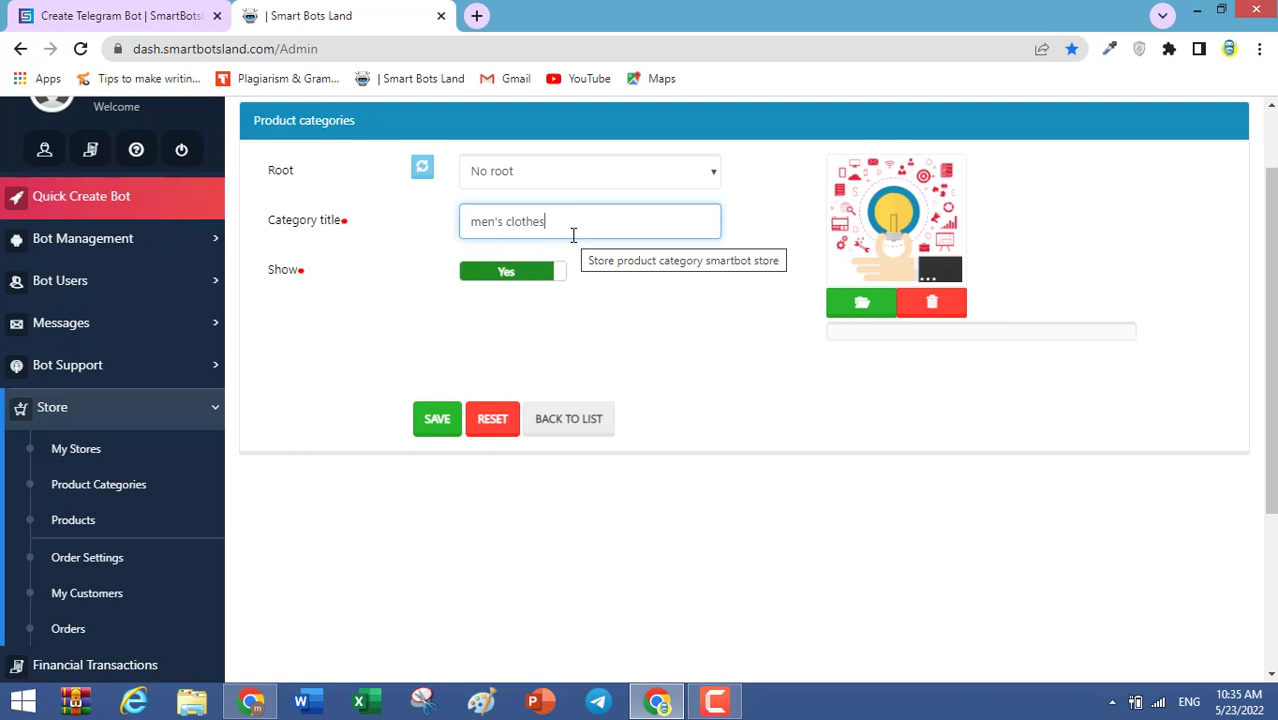 Create Telegram Bot | SmartBotsL
| Smart Bots Land
dash.smartbotsland.com/Admin
Apps
Tips to make writin...
Plagiarism & Gram...
| Smart Bots Land
Gmail
YouTube
Maps
Welcome
Quick Create Bot
Bot Management
Bot Users
Messages
Bot Support
Store
My Stores
Product Categories
Products
Order Settings
My Customers
Orders
Financial Transactions
Product categories
Root
No root
Category title
men's clothes
Store product category smartbot store
Show
Yes
SAVE
RESET
BACK TO LIST
ENG
10:35 AM
5/23/2022